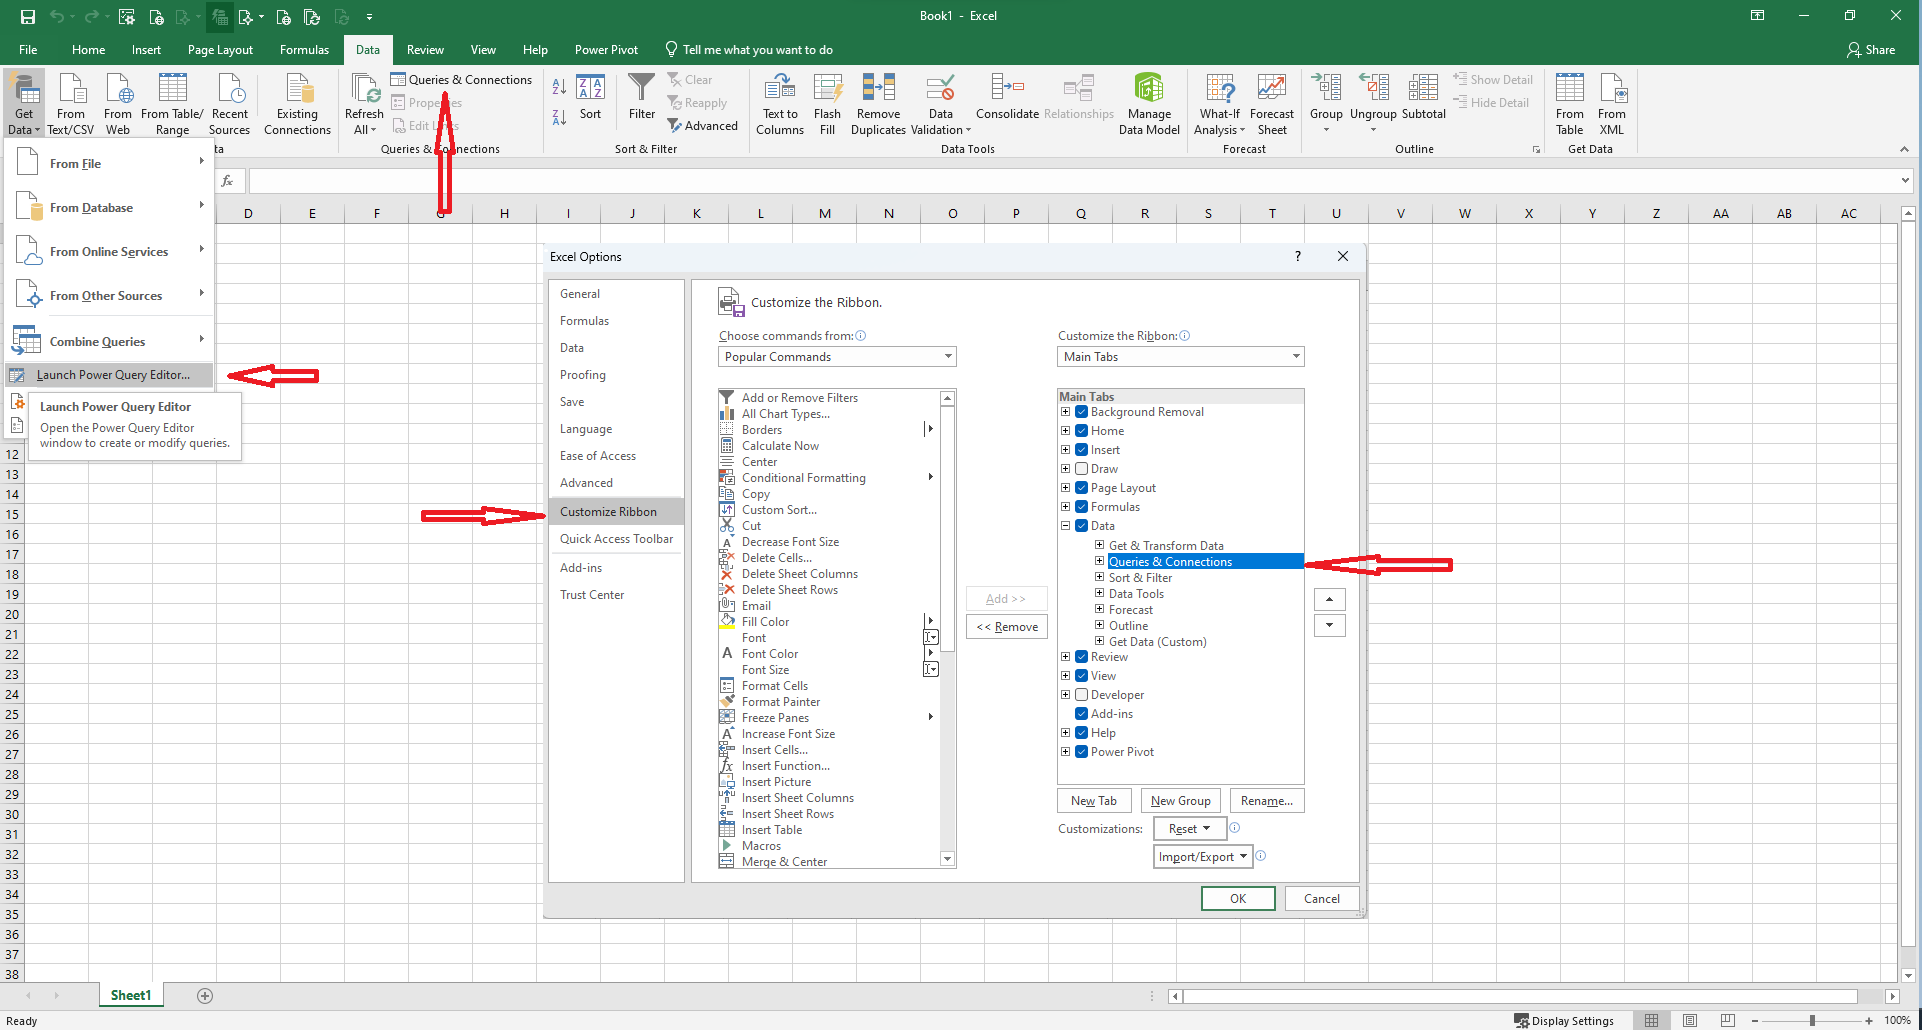 Book1 - Excel
File Home Insert Page Layout Formulas Data Review View Help Power Pivot Tell me what you want to do Share
Get Data
From Text/CSV
From Web
From Table/ Range
Recent Sources
Existing Connections
Refresh All
Queries & Connections
Properties
Edit
Queries & Connections
Sort
Filter
Clear
Reapply
Advanced
Sort & Filter
Text to Columns
Flash Fill
Remove Duplicates
Data Validation
Consolidate
Relationships
Manage Data Model
Data Tools
What-If Analysis
Forecast Sheet
Forecast
Group
Ungroup
Subtotal
Show Detail
Hide Detail
Outline
From Table
From XML
Get Data
From File
From Database
From Online Services
From Other Sources
Combine Queries
Launch Power Query Editor...
Launch Power Query Editor
Open the Power Query Editor
window to create or modify queries.
fx
D E F G H I J K L M N O P Q R S T U V W X Y Z AA AB AC
12
13
14
15
16
17
18
19
20
21
22
23
24
25
26
27
28
29
30
31
32
33
34
35
36
37
38
Excel Options ?
General
Formulas
Data
Proofing
Save
Language
Ease of Access
Advanced
Customize Ribbon
Quick Access Toolbar
Add-ins
Trust Center
Customize the Ribbon.
Choose commands from:
Popular Commands
Add or Remove Filters
All Chart Types...
Borders
Calculate Now
Center
Conditional Formatting
Copy
Custom Sort...
Cut
Decrease Font Size
Delete Cells...
Delete Sheet Columns
Delete Sheet Rows
Email
Fill Color
Font
Font Color
Font Size
Format Cells
Format Painter
Freeze Panes
Increase Font Size
Insert Cells...
Insert Function...
Insert Picture
Insert Sheet Columns
Insert Sheet Rows
Insert Table
Macros
Merge & Center
Add >>
<< Remove
Customize the Ribbon:
Main Tabs
Main Tabs
Background Removal
Home
Insert
Draw
Page Layout
Formulas
Data
Get & Transform Data
Queries & Connections
Sort & Filter
Data Tools
Forecast
Outline
Get Data (Custom)
Review
View
Developer
Add-ins
Help
Power Pivot
New Tab New Group Rename...
Customizations: Reset
Import/Export
OK Cancel
Sheet1
Ready Display Settings 100%